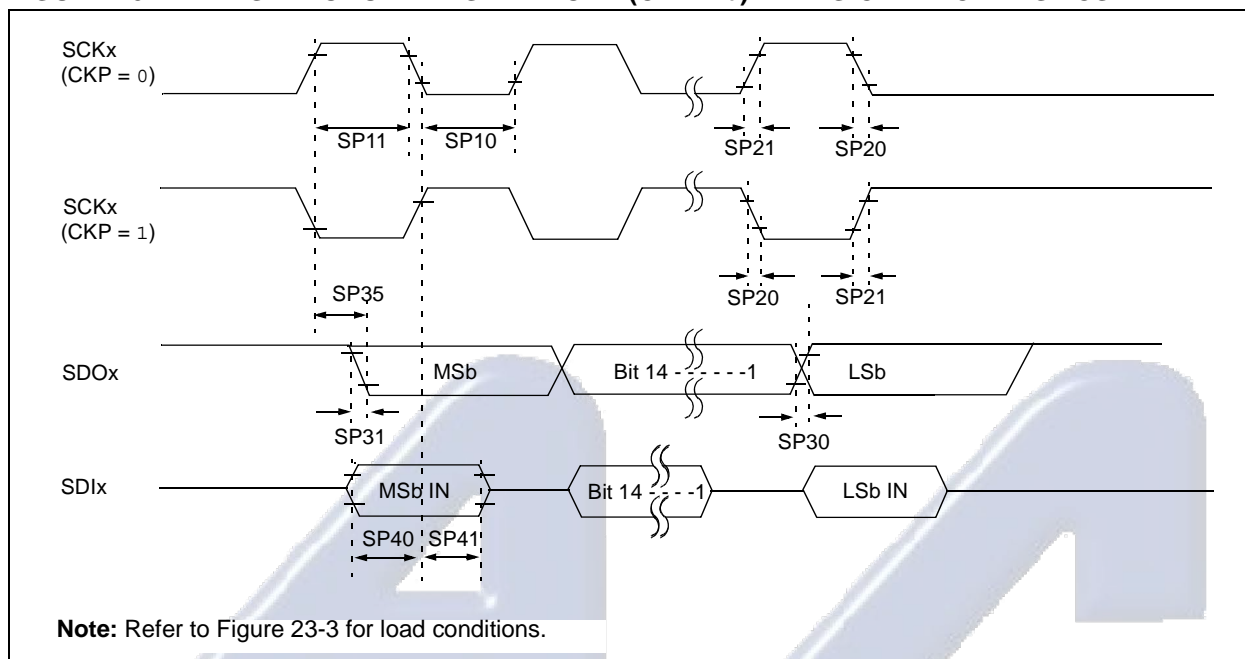 SCKx
(CKP = 0)
SP11
SP10
SP21
SP20
SCKx
(CKP = 1)
SP35
SP20
SP21
SDOx
MSb
Bit 14 - - - - - -1
LSb
SP31
SP30
SDIx
MSb IN
Bit 14 - - - - -1
LSb IN
SP40
SP41
Note: Refer to Figure 23-3 for load conditions.